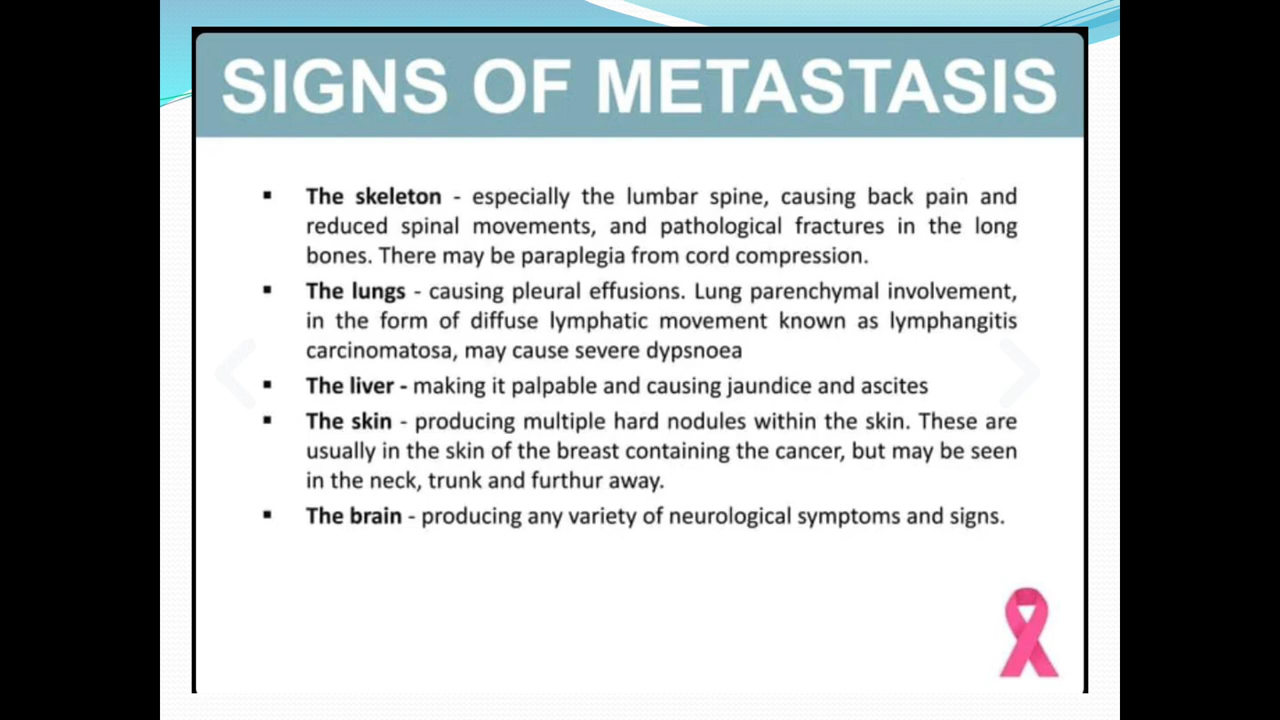 SIGNS OF METASTASIS
▪ The skeleton - especially the lumbar spine, causing back pain and
reduced spinal movements, and pathological fractures in the long
bones. There may be paraplegia from cord compression.
▪ The lungs - causing pleural effusions. Lung parenchymal involvement,
in the form of diffuse lymphatic movement known as lymphangitis
carcinomatosa, may cause severe dypsnoea
▪ The liver - making it palpable and causing jaundice and ascites
▪ The skin - producing multiple hard nodules within the skin. These are
usually in the skin of the breast containing the cancer, but may be seen
in the neck, trunk and furthur away.
▪ The brain - producing any variety of neurological symptoms and signs.